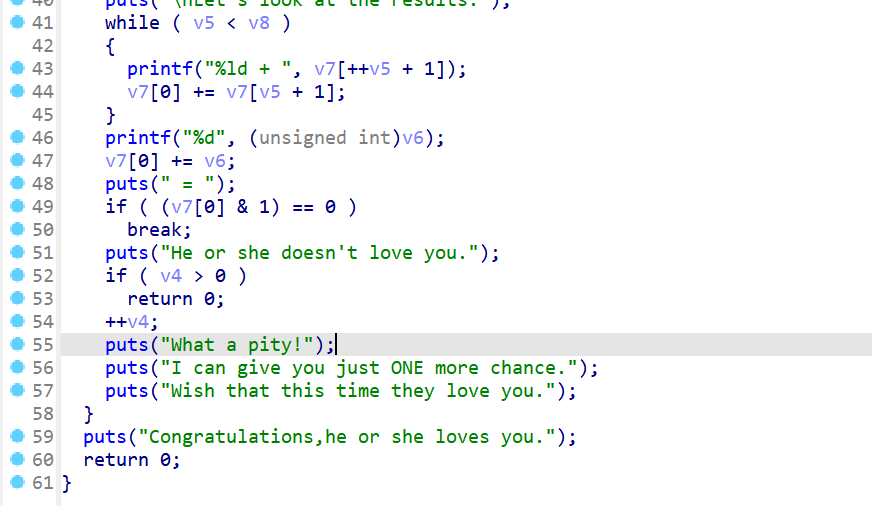 40 puts("\nLet's look at the results.");
41 while ( v5 < v8 )
42 {
43 printf("%ld + ", v7[++v5 + 1]);
44 v7[0] += v7[v5 + 1];
45 }
46 printf("%d", (unsigned int)v6);
47 v7[0] += v6;
48 puts(" = ");
49 if ( (v7[0] & 1) == 0 )
50 break;
51 puts("He or she doesn't love you.");
52 if ( v4 > 0 )
53 return 0;
54 ++v4;
55 puts("What a pity!");
56 puts("I can give you just ONE more chance.");
57 puts("Wish that this time they love you.");
58 }
59 puts("Congratulations,he or she loves you.");
60 return 0;
61 }